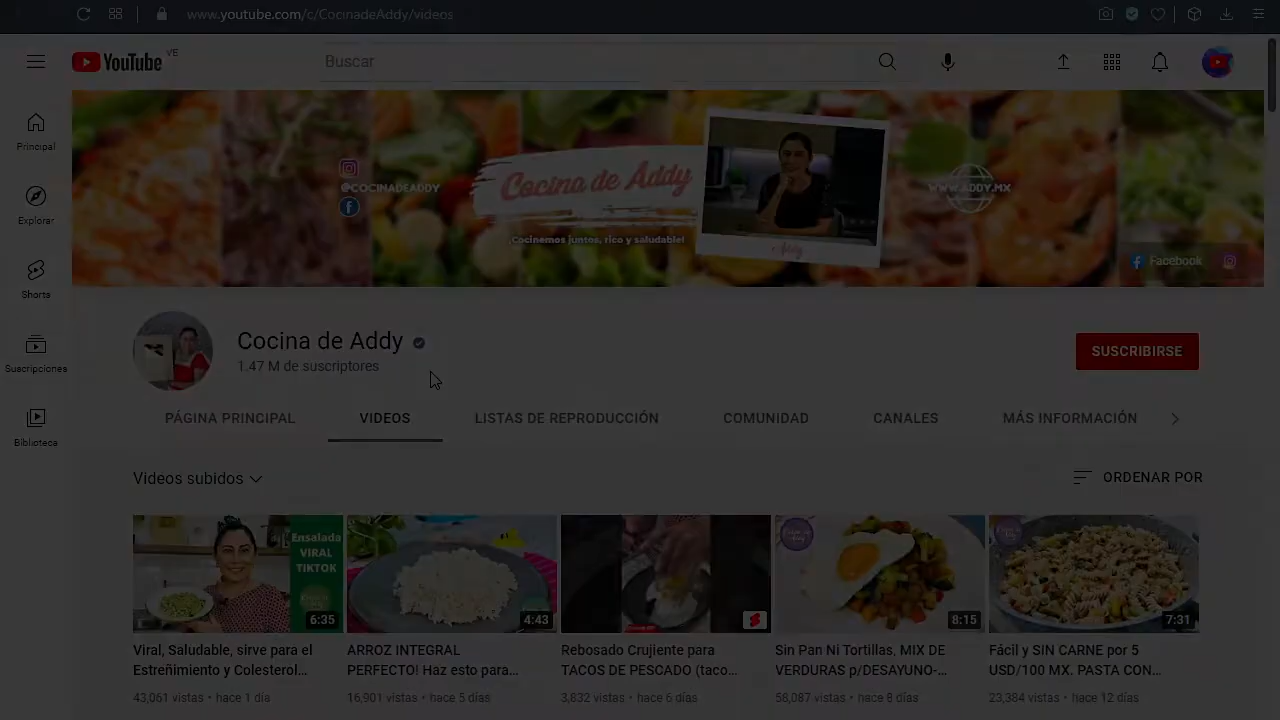 www.youtube.com/c/CocinadeAddy/videos
YouTube VE
Buscar
Principal
Explorar
Shorts
Suscripciones
Biblioteca
@COCINADEADDY
Cocina de Addy
¡Cocinemos juntos, rico y saludable!
Addy
WWW.ADDY.MX
Facebook
Cocina de Addy
1.47 M de suscriptores
SUSCRIBIRSE
PÁGINA PRINCIPAL
VIDEOS
LISTAS DE REPRODUCCIÓN
COMUNIDAD
CANALES
MÁS INFORMACIÓN
Videos subidos
ORDENAR POR
Ensalada
VIRAL
TIKTOK
6:35
4:43
8:15
7:31
Viral, Saludable, sirve para el
Estreñimiento y Colesterol...
43,061 vistas • hace 1 día
ARROZ INTEGRAL
PERFECTO! Haz esto para...
16,901 vistas • hace 5 días
Rebosado Crujiente para
TACOS DE PESCADO (taco...
3,832 vistas • hace 6 días
Sin Pan Ni Tortillas. MIX DE
VERDURAS p/DESAYUNO-...
58,087 vistas • hace 8 días
Fácil y SIN CARNE por 5
USD/100 MX. PASTA CON...
23,384 vistas • hace 12 días